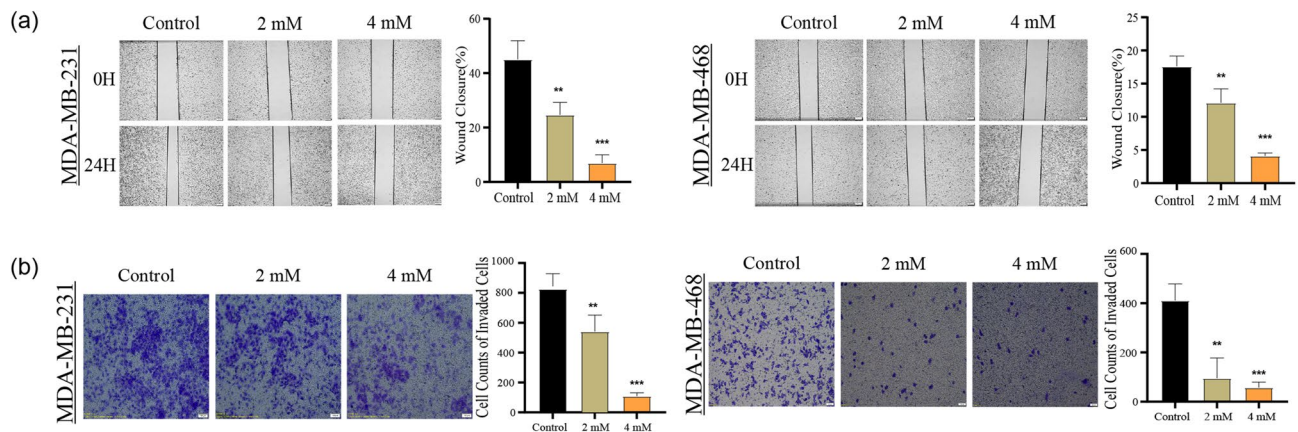 (a)
MDA-MB-231
Control 2 mM 4 mM
0H
24H
Wound Closure(%)
60
40
20
0
Control 2 mM 4 mM
**
***
MDA-MB-468
Control 2 mM 4 mM
0H
24H
Wound Closure(%)
25
20
15
10
5
0
Control 2 mM 4 mM
**
***
(b)
MDA-MB-231
Control 2 mM 4 mM
Cell Counts of Invaded Cells
1000
800
600
800
200
0
Control 2 mM 4 mM
**
***
MDA-MB-468
Control 2 mM 4 mM
Cell Counts of Invaded Cells
600
400
200
0
Control 2 mM 4 mM
**
***